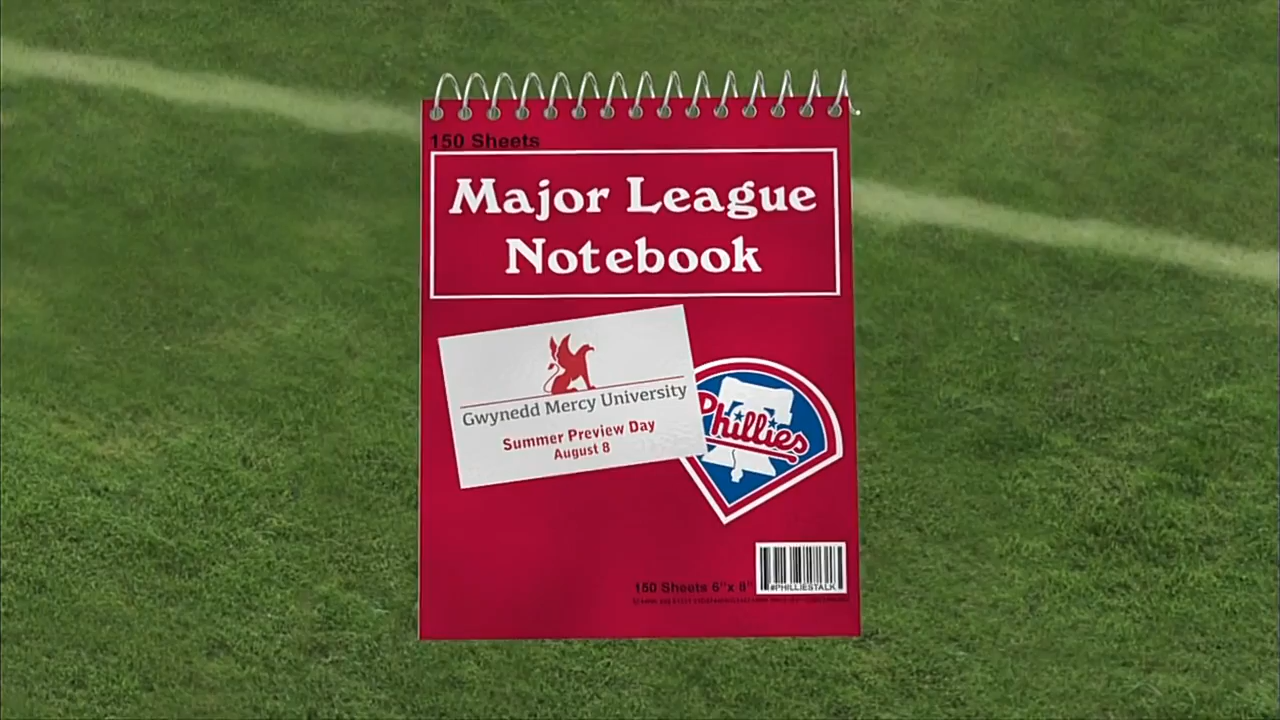 150 Sheets
Major League
Notebook
Gwynedd Mercy University
Summer Preview Day
August 8
Phillies
150 Sheets 6"x 8"
#PHILLIESTALK